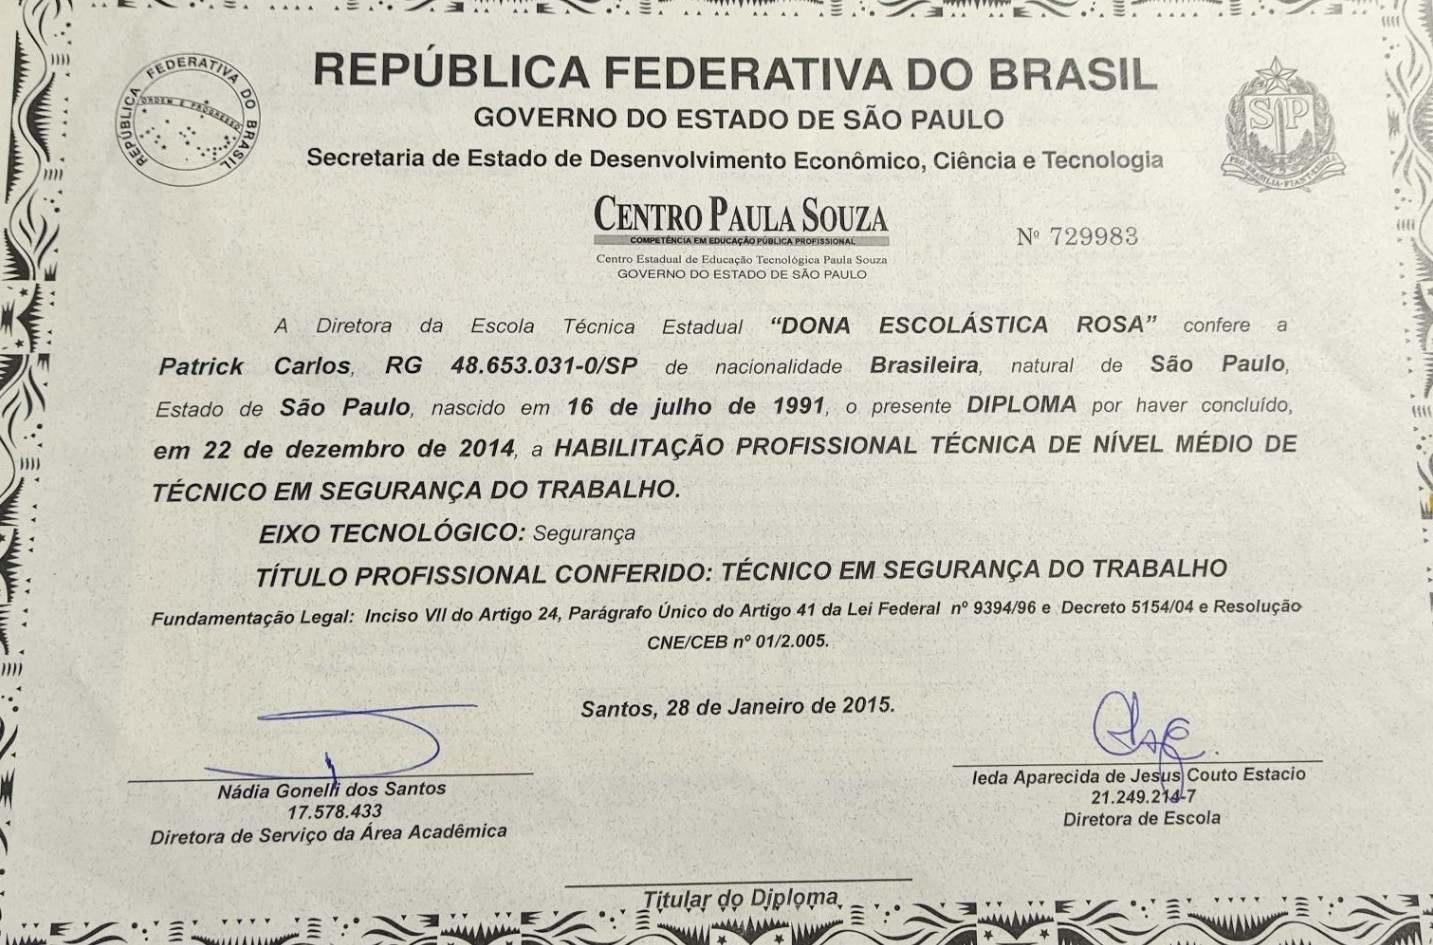 REPÚBLICA FEDERATIVA DO BRASIL
ORDEM E PROGRESSO
REPÚBLICA FEDERATIVA DO BRASIL
GOVERNO DO ESTADO DE SÃO PAULO
Secretaria de Estado de Desenvolvimento Econômico, Ciência e Tecnologia
SP
CENTRO PAULA SOUZA
COMPETÊNCIA EM EDUCAÇÃO PÚBLICA PROFISSIONAL
Centro Estadual de Educação Tecnológica Paula Souza
GOVERNO DO ESTADO DE SÃO PAULO
Nº 729983
A Diretora da Escola Técnica Estadual “DONA ESCOLÁSTICA ROSA” confere a
Patrick Carlos, RG 48.653.031-0/SP de nacionalidade Brasileira, natural de São Paulo,
Estado de São Paulo, nascido em 16 de julho de 1991, o presente DIPLOMA por haver concluído,
em 22 de dezembro de 2014, a HABILITAÇÃO PROFISSIONAL TÉCNICA DE NÍVEL MÉDIO DE
TÉCNICO EM SEGURANÇA DO TRABALHO.
EIXO TECNOLÓGICO: Segurança
TÍTULO PROFISSIONAL CONFERIDO: TÉCNICO EM SEGURANÇA DO TRABALHO
Fundamentação Legal: Inciso VII do Artigo 24, Parágrafo Único do Artigo 41 da Lei Federal nº 9394/96 e Decreto 5154/04 e Resolução
CNE/CEB nº 01/2.005.
Santos, 28 de Janeiro de 2015.
Nádia Gonelli dos Santos
17.578.433
Diretora de Serviço da Área Acadêmica
Ieda Aparecida de Jesus Couto Estacio
21.249.214-7
Diretora de Escola
Titular do Diploma